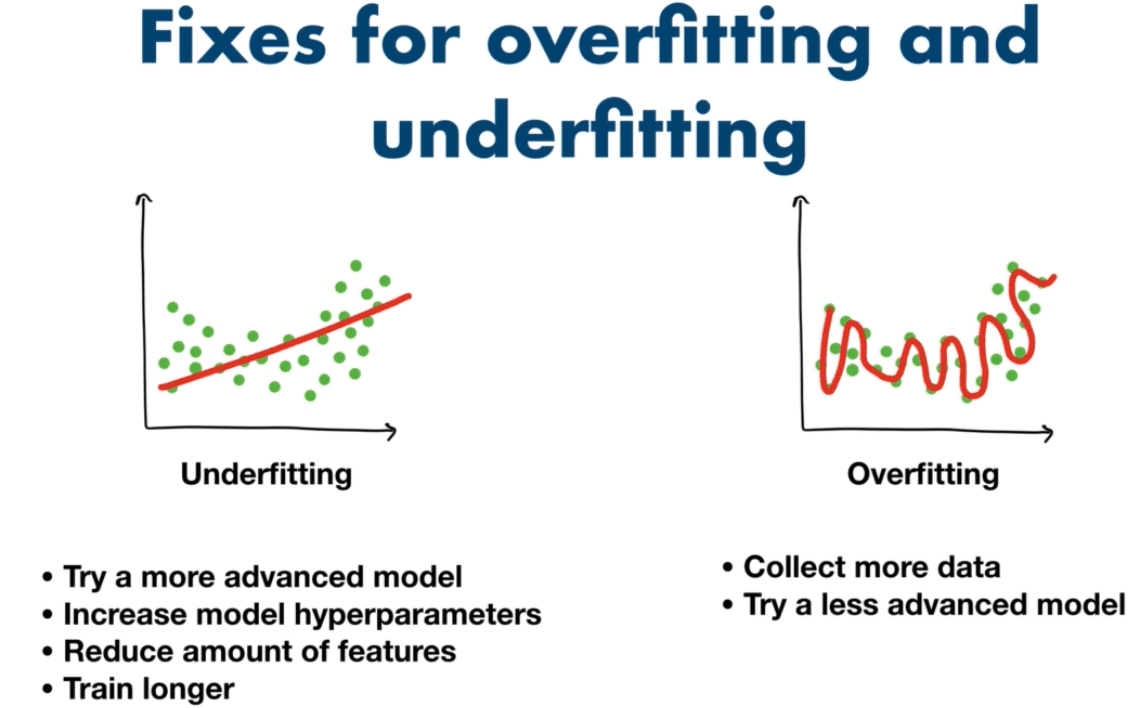 Fixes for overfitting and
underfitting
Underfitting
• Try a more advanced model
• Increase model hyperparameters
• Reduce amount of features
• Train longer
Overfitting
• Collect more data
• Try a less advanced model